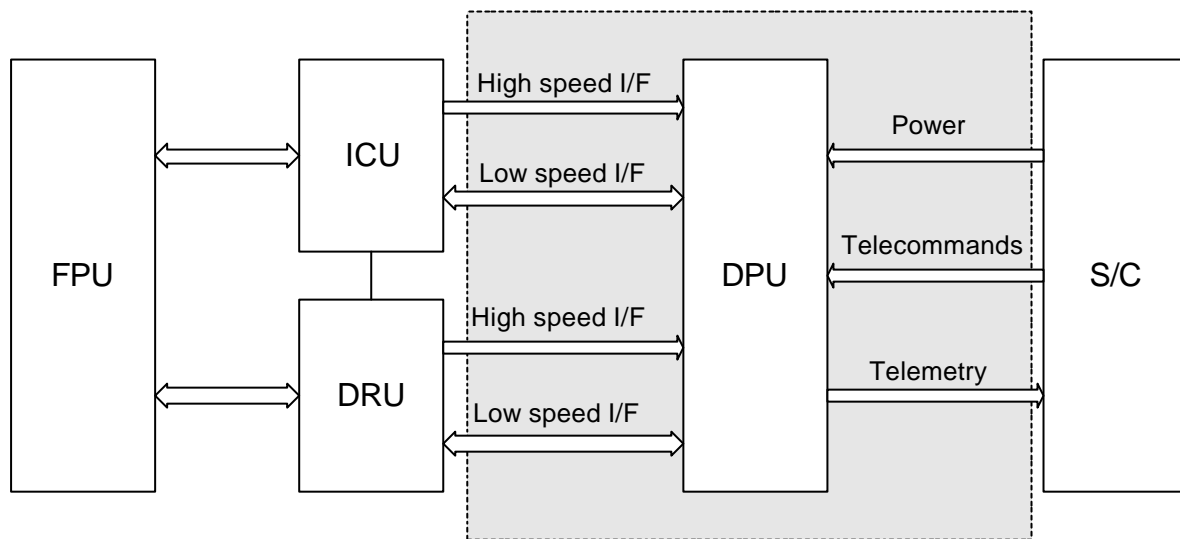 High speed I/F
Power
ICU
Low speed I/F
Telecommands
FPU
DPU
S/C
High speed I/F
Telemetry
DRU
Low speed I/F